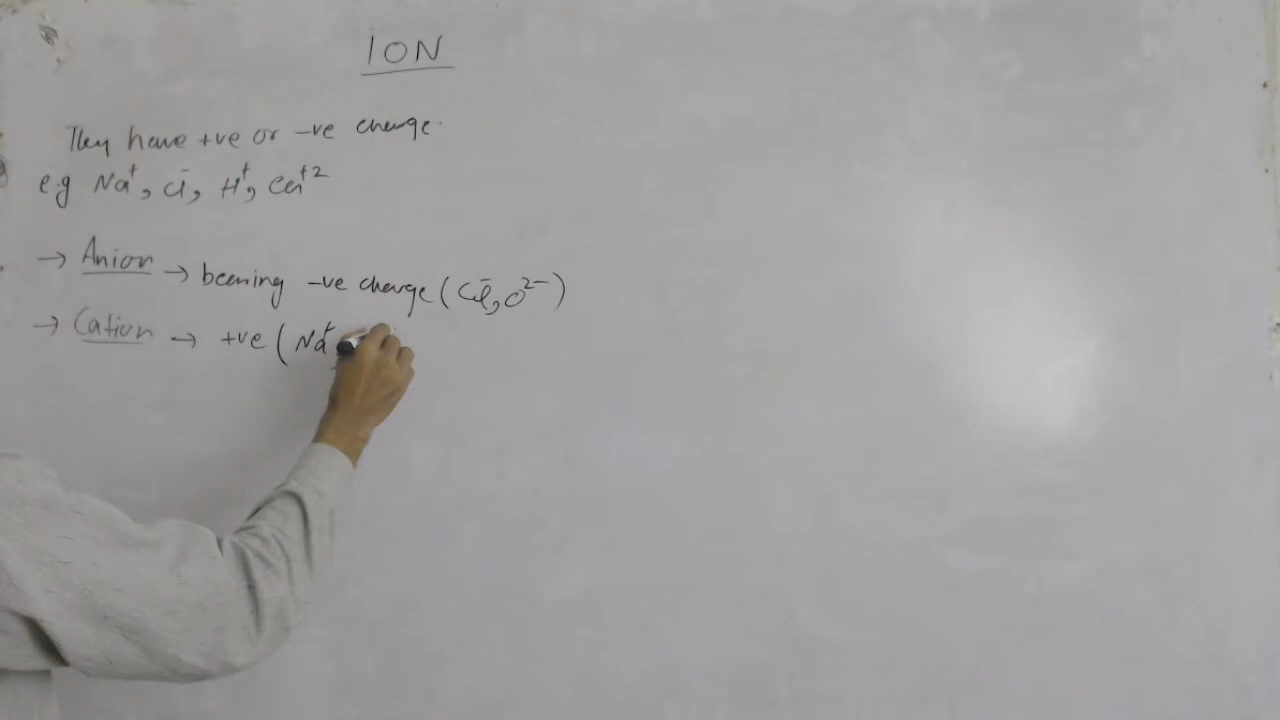 ION
They have +ve or -ve charge.
e.g Na⁺, Cl⁻, H⁺, Ca⁺²
→ Anion → bearing -ve charge (Cl⁻, O²⁻)
→ Cation → +ve (Na⁺